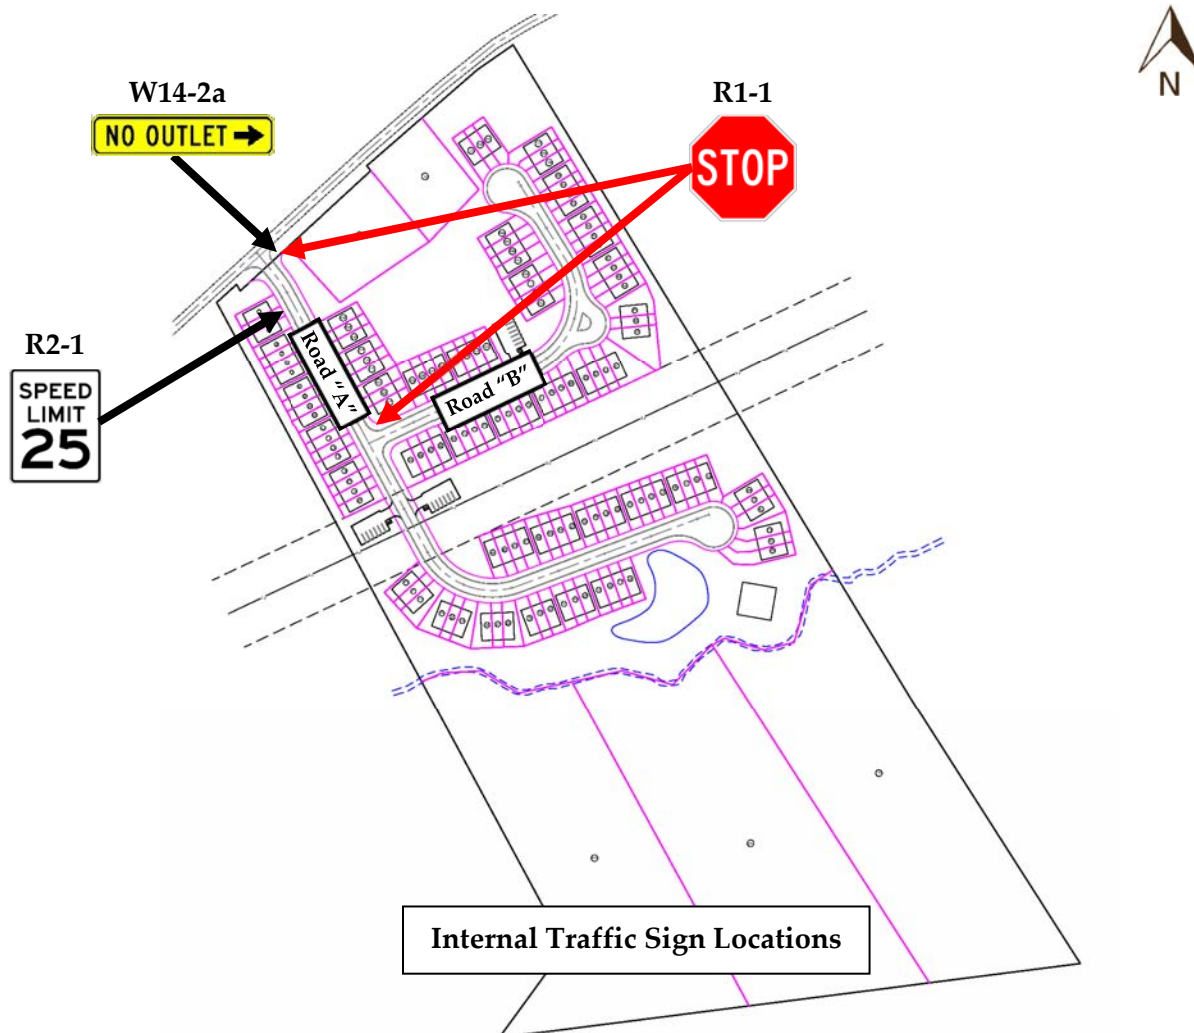 W14-2a
NO OUTLET
R1-1
STOP
N
R2-1
SPEED
LIMIT
25
Road “A”
Road “B”
Internal Traffic Sign Locations